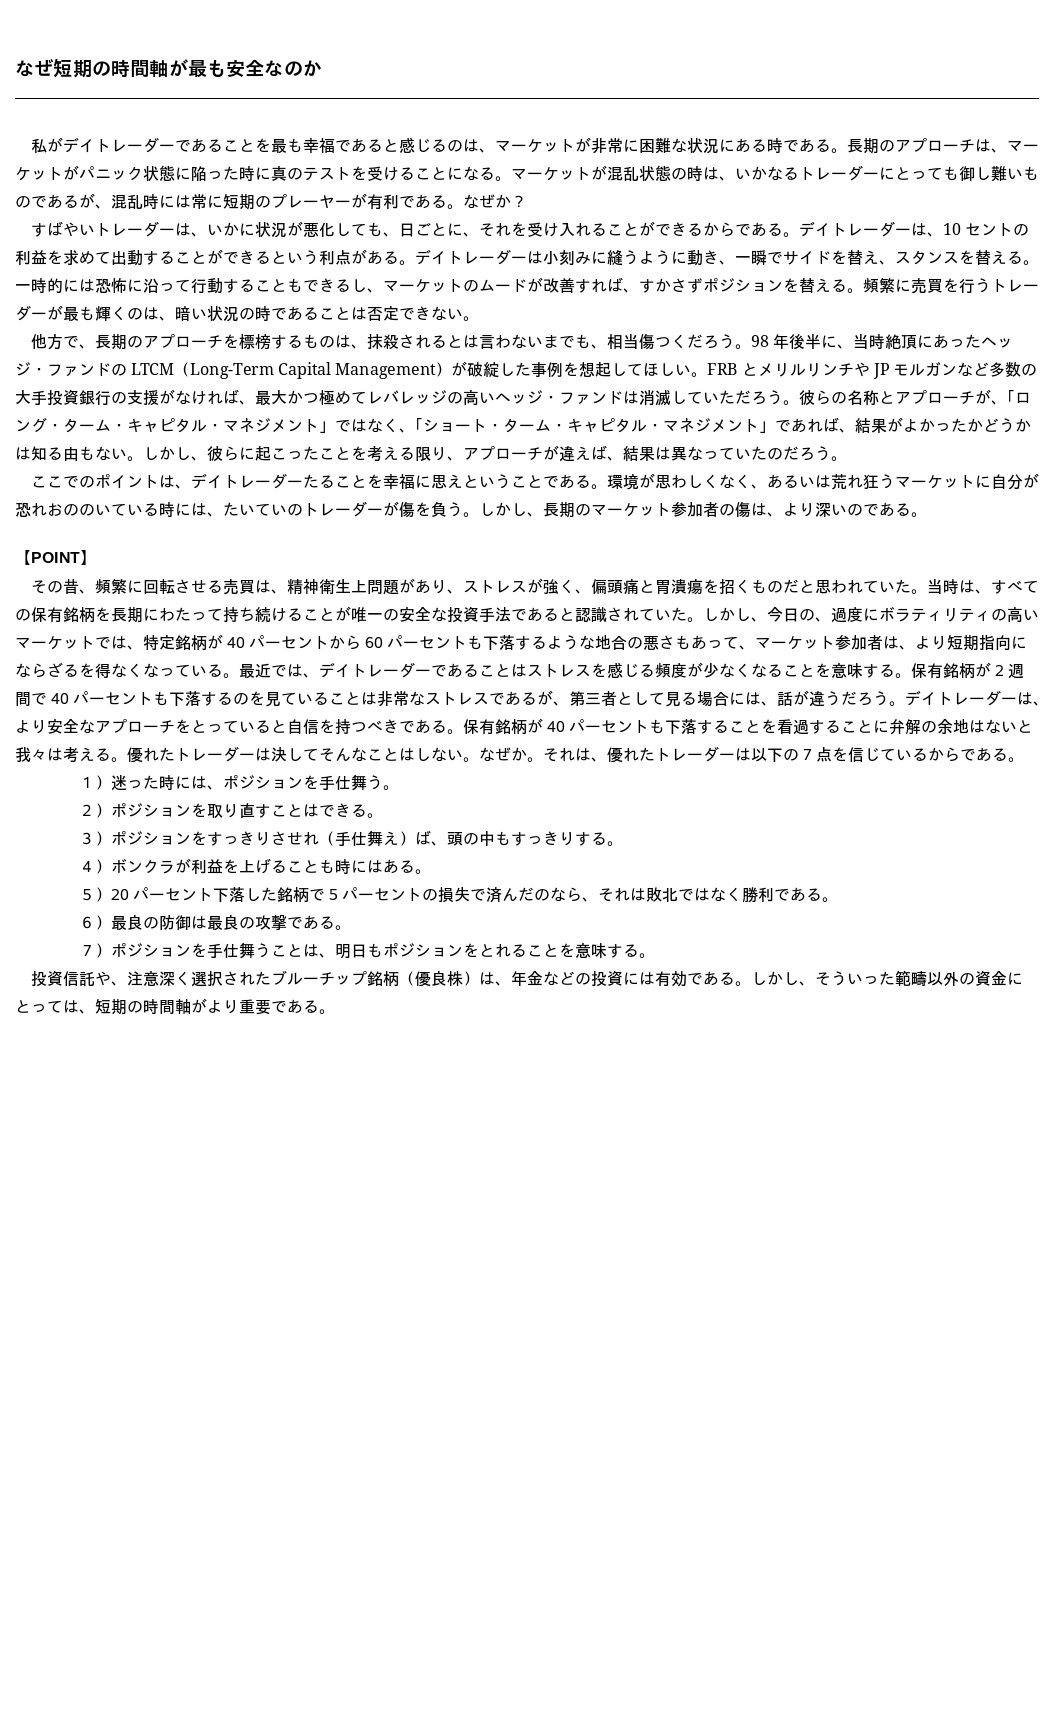 なぜ短期の時間軸が最も安全なのか
私がデイトレーダーであることを最も幸福であると感じるのは、マーケットが非常に困難な状況にある時である。長期のアプローチは、マー
ケットがパニック状態に陥った時に真のテストを受けることになる。マーケットが混乱状態の時は、いかなるトレーダーにとっても御し難いも
のであるが、混乱時には常に短期のプレーヤーが有利である。なぜか？
すばやいトレーダーは、いかに状況が悪化しても、日ごとに、それを受け入れることができるからである。デイトレーダーは、10 セントの
利益を求めて出動することができるという利点がある。デイトレーダーは小刻みに縫うように動き、一瞬でサイドを替え、スタンスを替える。
一時的には恐怖に沿って行動することもできるし、マーケットのムードが改善すれば、すかさずポジションを替える。頻繁に売買を行うトレー
ダーが最も輝くのは、暗い状況の時であることは否定できない。
他方で、長期のアプローチを標榜するものは、抹殺されるとは言わないまでも、相当傷つくだろう。98 年後半に、当時絶頂にあったヘッ
ジ・ファンドの LTCM（Long-Term Capital Management）が破綻した事例を想起してほしい。FRB とメリルリンチや JP モルガンなど多数の
大手投資銀行の支援がなければ、最大かつ極めてレバレッジの高いヘッジ・ファンドは消滅していただろう。彼らの名称とアプローチが、「ロ
ング・ターム・キャピタル・マネジメント」ではなく、「ショート・ターム・キャピタル・マネジメント」であれば、結果がよかったかどうか
は知る由もない。しかし、彼らに起こったことを考える限り、アプローチが違えば、結果は異なっていたのだろう。
ここでのポイントは、デイトレーダーたることを幸福に思えということである。環境が思わしくなく、あるいは荒れ狂うマーケットに自分が
恐れおののいている時には、たいていのトレーダーが傷を負う。しかし、長期のマーケット参加者の傷は、より深いのである。
【POINT】
その昔、頻繁に回転させる売買は、精神衛生上問題があり、ストレスが強く、偏頭痛と胃潰瘍を招くものだと思われていた。当時は、すべて
の保有銘柄を長期にわたって持ち続けることが唯一の安全な投資手法であると認識されていた。しかし、今日の、過度にボラティリティの高い
マーケットでは、特定銘柄が 40 パーセントから 60 パーセントも下落するような地合の悪さもあって、マーケット参加者は、より短期指向に
ならざるを得なくなっている。最近では、デイトレーダーであることはストレスを感じる頻度が少なくなることを意味する。保有銘柄が 2 週
間で 40 パーセントも下落するのを見ていることは非常なストレスであるが、第三者として見る場合には、話が違うだろう。デイトレーダーは、
より安全なアプローチをとっていると自信を持つべきである。保有銘柄が 40 パーセントも下落することを看過することに弁解の余地はないと
我々は考える。優れたトレーダーは決してそんなことはしない。なぜか。それは、優れたトレーダーは以下の 7 点を信じているからである。
1 ）迷った時には、ポジションを手仕舞う。
2 ）ポジションを取り直すことはできる。
3 ）ポジションをすっきりさせれ（手仕舞え）ば、頭の中もすっきりする。
4 ）ボンクラが利益を上げることも時にはある。
5 ）20 パーセント下落した銘柄で 5 パーセントの損失で済んだのなら、それは敗北ではなく勝利である。
6 ）最良の防御は最良の攻撃である。
7 ）ポジションを手仕舞うことは、明日もポジションをとれることを意味する。
投資信託や、注意深く選択されたブルーチップ銘柄（優良株）は、年金などの投資には有効である。しかし、そういった範疇以外の資金に
とっては、短期の時間軸がより重要である。